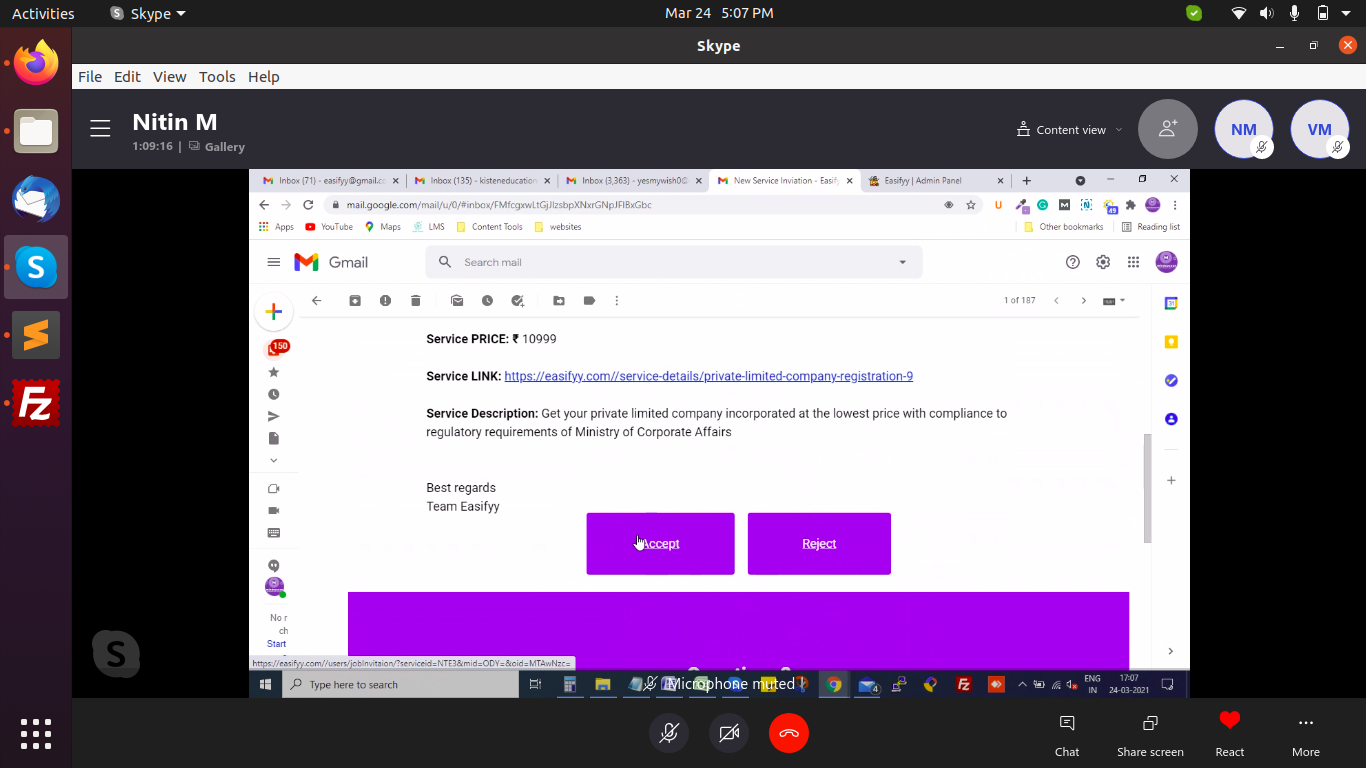 Activities
Skype
Mar 24 5:07 PM
Skype
File Edit View Tools Help
Nitin M
1:09:16 | Gallery
Content view
NM
VM
Inbox (71) - easifyy@gmail.co
Inbox (135) - kisteneducation
Inbox (3,363) - yesmywish0@
New Service Inviation - Easify
Easifyy | Admin Panel
mail.google.com/mail/u/0/#inbox/FMfcgxwLtGjJlzsbpXNxrGNpJFlBxGbc
49
Apps YouTube Maps LMS Content Tools websites Other bookmarks Reading list
Gmail
Search mail
1 of 187
150
Service PRICE: ₹ 10999
Service LINK: https://easifyy.com//service-details/private-limited-company-registration-9
Service Description: Get your private limited company incorporated at the lowest price with compliance to
regulatory requirements of Ministry of Corporate Affairs
Best regards
Team Easifyy
Accept
Reject
No r
ch
Start
https://easifyy.com//users/jobInvitaion/?serviceid=NTE3&mid=ODY=&oid=MTAwNzc=
Type here to search
Microphone muted
4
ENG
IN
17:07
24-03-2021
Chat
Share screen
React
More